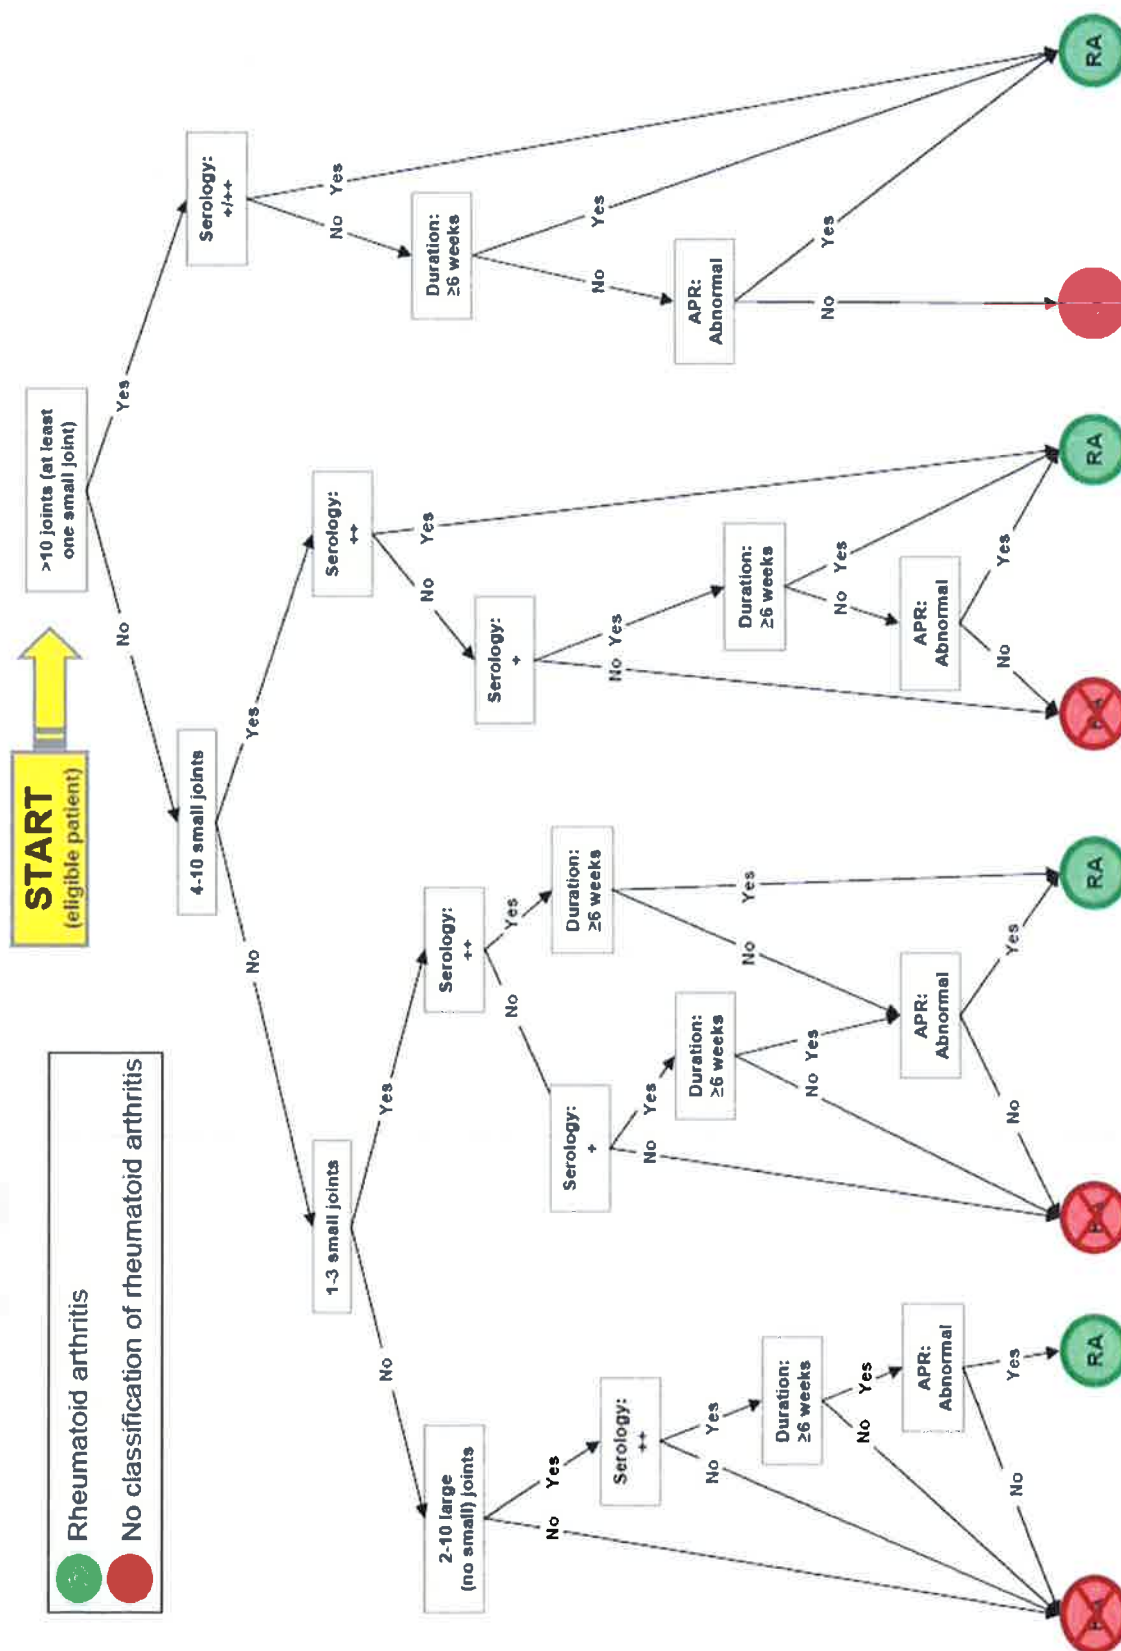 START
(eligible patient)
Rheumatoid arthritis
No classification of rheumatoid arthritis
>10 joints (at least
one small joint)
No
Yes
4-10 small joints
No
Yes
Serology:
+/++
No
Yes
1-3 small joints
No
Yes
Serology:
++
No
Yes
Duration:
≥6 weeks
No
Yes
2-10 large
(no small) joints
No
Yes
Serology:
++
No
Yes
Serology:
+
No
Yes
Duration:
≥6 weeks
No
Yes
Serology:
+
No
Yes
Serology:
++
No
Yes
Duration:
≥6 weeks
No
Yes
Duration:
≥6 weeks
No
Yes
APR:
Abnormal
No
Yes
Duration:
≥6 weeks
No
Yes
APR:
Abnormal
No
Yes
APR:
Abnormal
No
Yes
APR:
Abnormal
No
Yes
RA
RA
RA
RA